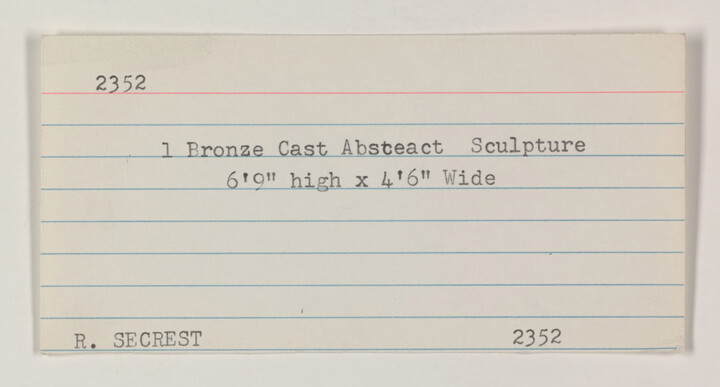 2352
1 Bronze Cast Absteact Sculpture
6'9" high x 4'6" Wide
R. SECREST 2352